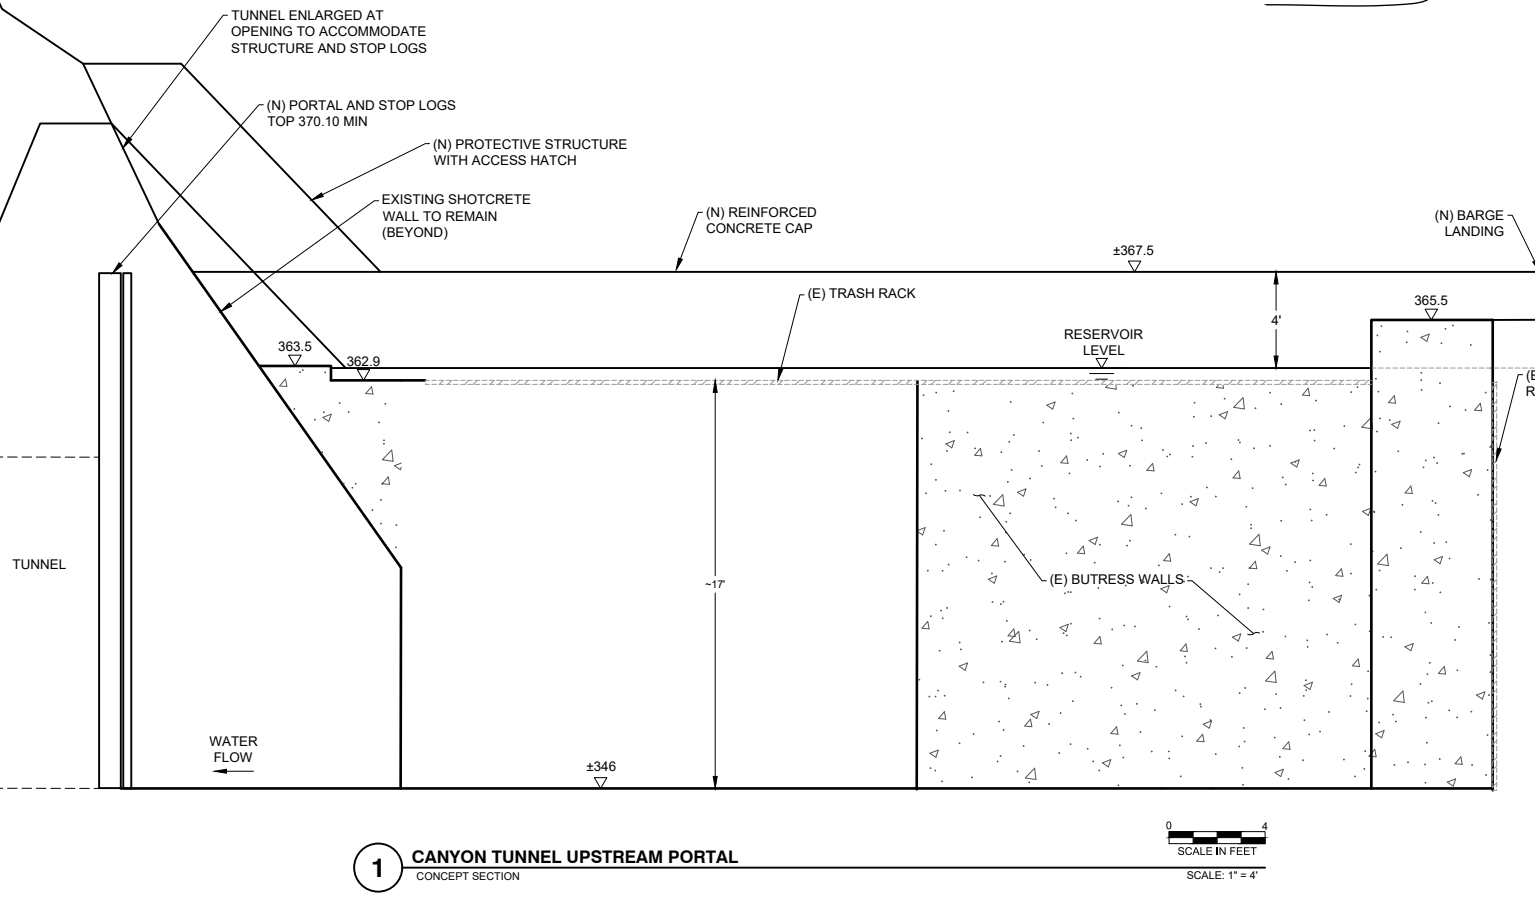 TUNNEL ENLARGED AT
OPENING TO ACCOMMODATE
STRUCTURE AND STOP LOGS
(N) PORTAL AND STOP LOGS
TOP 370.10 MIN
(N) PROTECTIVE STRUCTURE
WITH ACCESS HATCH
EXISTING SHOTCRETE
WALL TO REMAIN
(BEYOND)
(N) REINFORCED
CONCRETE CAP
(N) BARGE
LANDING
±367.5
(E) TRASH RACK
365.5
4'
RESERVOIR
LEVEL
363.5
362.9
(E
R
TUNNEL
~17'
(E) BUTRESS WALLS
WATER
FLOW
±346
0 4
SCALE IN FEET
1
CANYON TUNNEL UPSTREAM PORTAL
CONCEPT SECTION
SCALE: 1" = 4'